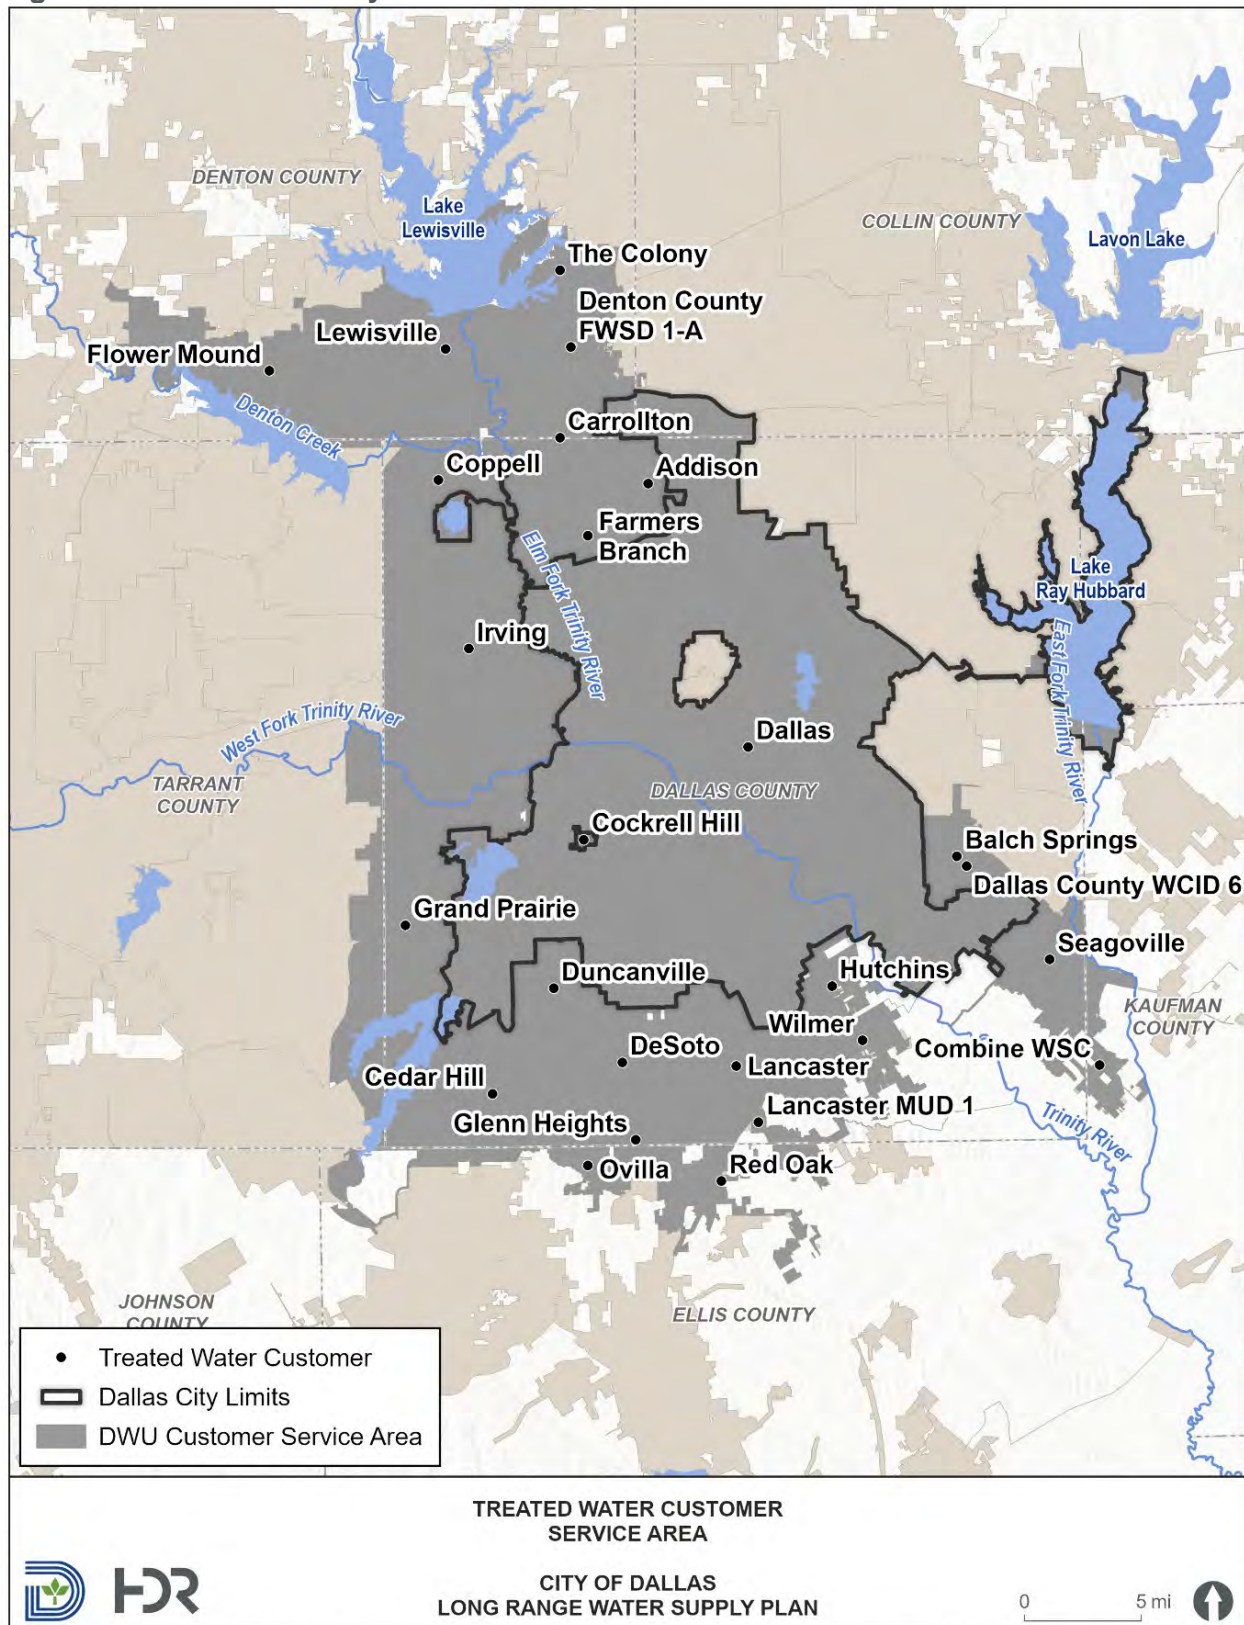 DENTON COUNTY
Lake
Lewisville
COLLIN COUNTY
Lavon Lake
The Colony
Denton County
FWSD 1-A
Lewisville
Flower Mound
Denton Creek
Carrollton
Coppell
Addison
Farmers
Branch
Elm Fork Trinity River
Lake
Ray Hubbard
East Fork Trinity River
Irving
West Fork Trinity River
Dallas
TARRANT
COUNTY
DALLAS COUNTY
Cockrell Hill
Balch Springs
Dallas County WCID 6
Grand Prairie
Seagoville
Duncanville
Hutchins
KAUFMAN
COUNTY
Wilmer
Combine WSC
DeSoto
Lancaster
Cedar Hill
Lancaster MUD 1
Glenn Heights
Trinity River
Ovilla
Red Oak
JOHNSON
COUNTY
ELLIS COUNTY
Treated Water Customer
Dallas City Limits
DWU Customer Service Area
TREATED WATER CUSTOMER
SERVICE AREA
HDR
CITY OF DALLAS
LONG RANGE WATER SUPPLY PLAN
0 5 mi